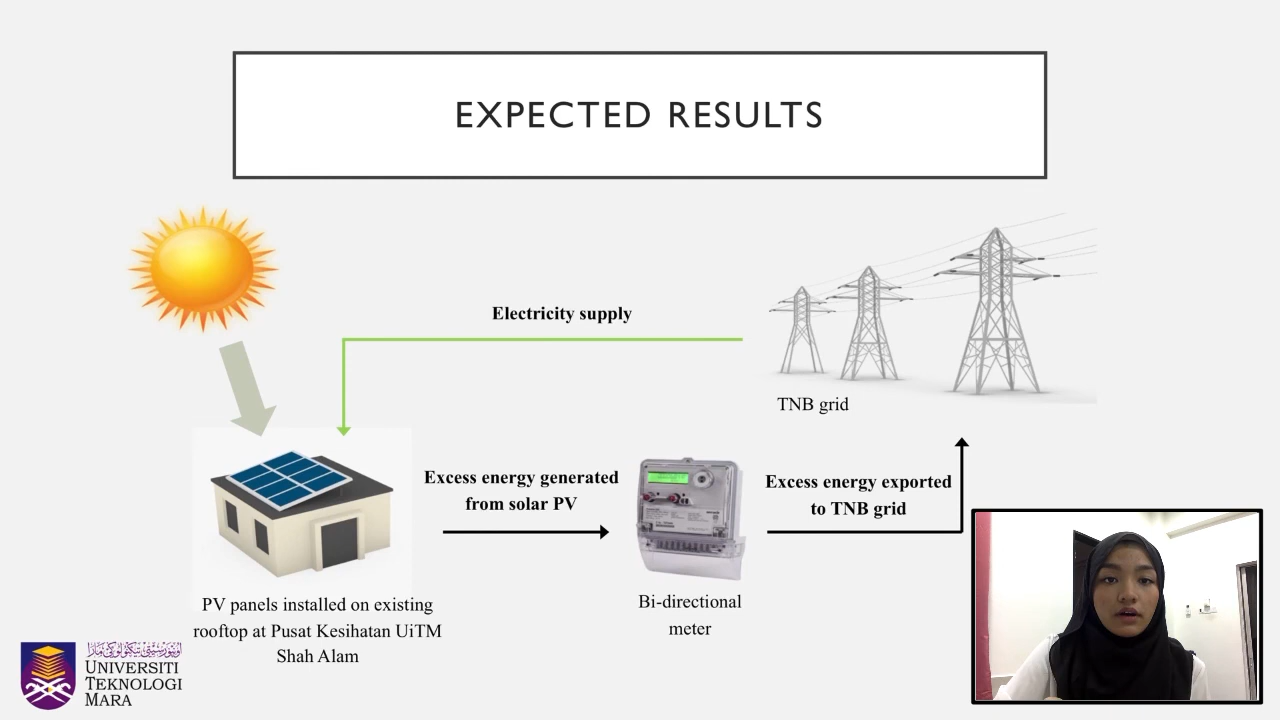 EXPECTED RESULTS
Electricity supply
TNB grid
Excess energy generated
from solar PV
Excess energy exported
to TNB grid
PV panels installed on existing
rooftop at Pusat Kesihatan UiTM
Shah Alam
Bi-directional
meter
UNIVERSITI
TEKNOLOGI
MARA